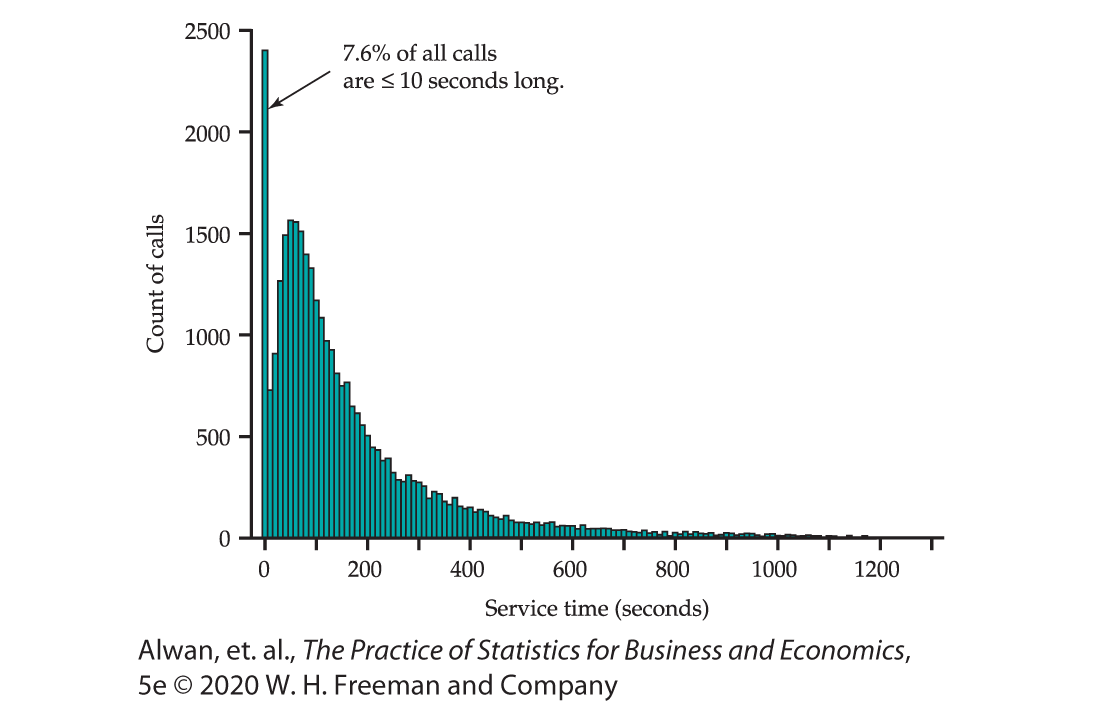 2500
7.6% of all calls
are ≤ 10 seconds long.
2000
1500
Count of calls
1000
500
0
0 200 400 600 800 1000 1200
Service time (seconds)
Alwan, et. al., The Practice of Statistics for Business and Economics,
5e © 2020 W. H. Freeman and Company